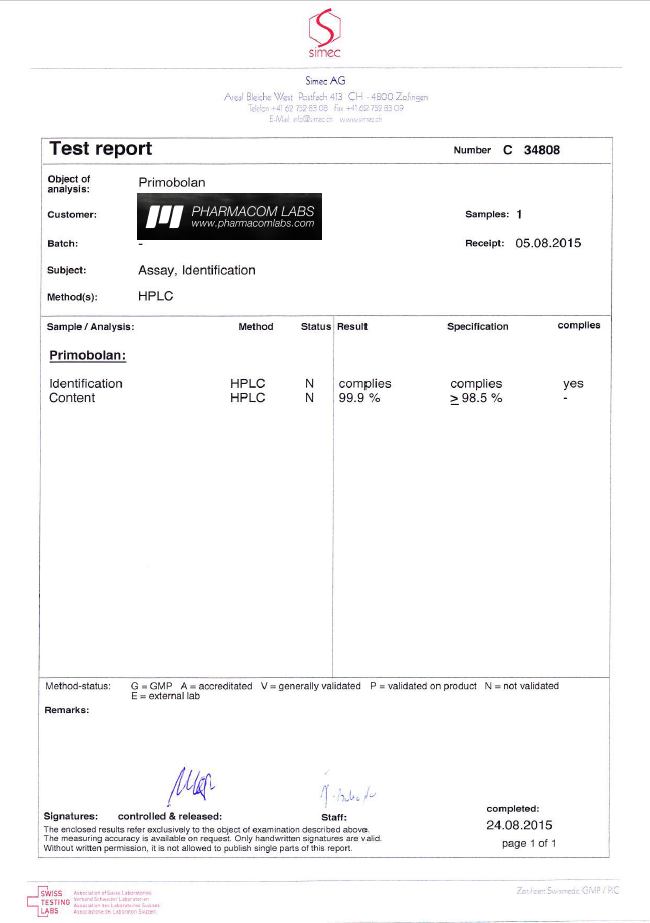 simec
Simec AG
Areal Bleiche West Postfach 413 CH - 4800 Zofingen
Telefon +41 62 752 83 08 Fax +41 62 752 83 09
E-Mail info@simec.ch www.simec.ch
Test report
Number C 34808
Object of analysis: Primobolan
Customer: PHARMACOM LABS
www.pharmacomlabs.com
Samples: 1
Batch: -
Receipt: 05.08.2015
Subject: Assay, Identification
Method(s): HPLC
Sample / Analysis: Method Status Result Specification complies
Primobolan:
Identification HPLC N complies complies yes
Content HPLC N 99.9 % ≥ 98.5 % -
Method-status: G = GMP A = accreditated V = generally validated P = validated on product N = not validated
E = external lab
Remarks:
Signatures: controlled & released: Staff:
completed:
24.08.2015
The enclosed results refer exclusively to the object of examination described above.
The measuring accuracy is available on request. Only handwritten signatures are valid.
Without written permission, it is not allowed to publish single parts of this report.
page 1 of 1
SWISS TESTING LABS
Association of Swiss Laboratories
Verband Schweizer Laboratorien
Association des Laboratoires Suisses
Associazione dei Laboratori Svizzeri
Zertifiziert Swissmedic GMP / PIC